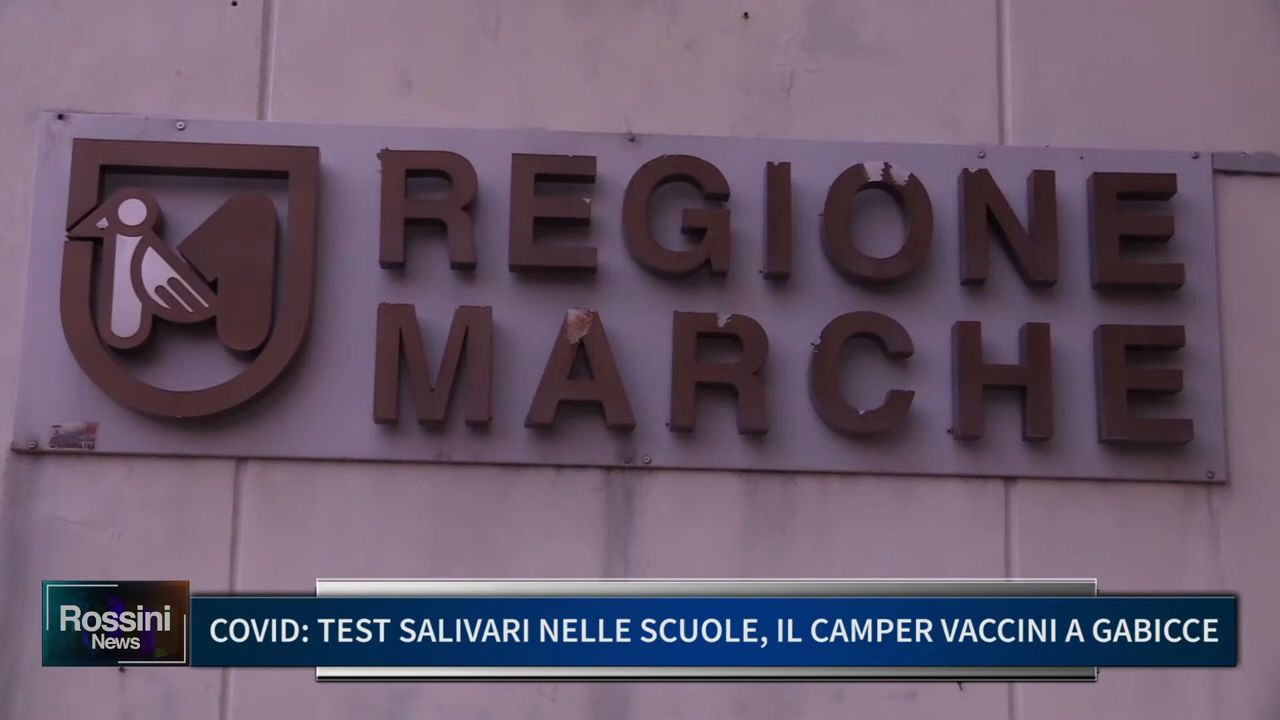 REGIONE
MARCHE
Rossini
News
COVID: TEST SALIVARI NELLE SCUOLE, IL CAMPER VACCINI A GABICCE